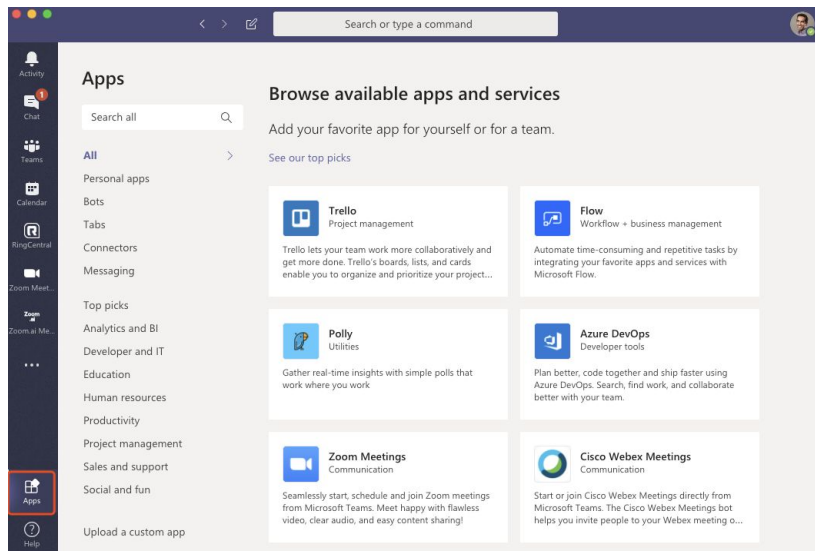 Search or type a command
Activity
1
Chat
Teams
Calendar
RingCentral
Zoom Meet...
Zoom
Zoom.ai Me...
Apps
Help
Apps
Search all
All
Personal apps
Bots
Tabs
Connectors
Messaging
Top picks
Analytics and BI
Developer and IT
Education
Human resources
Productivity
Project management
Sales and support
Social and fun
Upload a custom app
Browse available apps and services
Add your favorite app for yourself or for a team.
See our top picks
Trello
Project management
Trello lets your team work more collaboratively and
get more done. Trello's boards, lists, and cards
enable you to organize and prioritize your project...
Flow
Workflow + business management
Automate time-consuming and repetitive tasks by
integrating your favorite apps and services with
Microsoft Flow.
Polly
Utilities
Gather real-time insights with simple polls that
work where you work
Azure DevOps
Developer tools
Plan better, code together and ship faster using
Azure DevOps. Search, find work, and collaborate
better with your team.
Zoom Meetings
Communication
Seamlessly start, schedule and join Zoom meetings
from Microsoft Teams. Meet happy with flawless
video, clear audio, and easy content sharing!
Cisco Webex Meetings
Communication
Start or join Cisco Webex Meetings directly from
Microsoft Teams. The Cisco Webex Meetings bot
helps you invite people to your Webex meeting o...